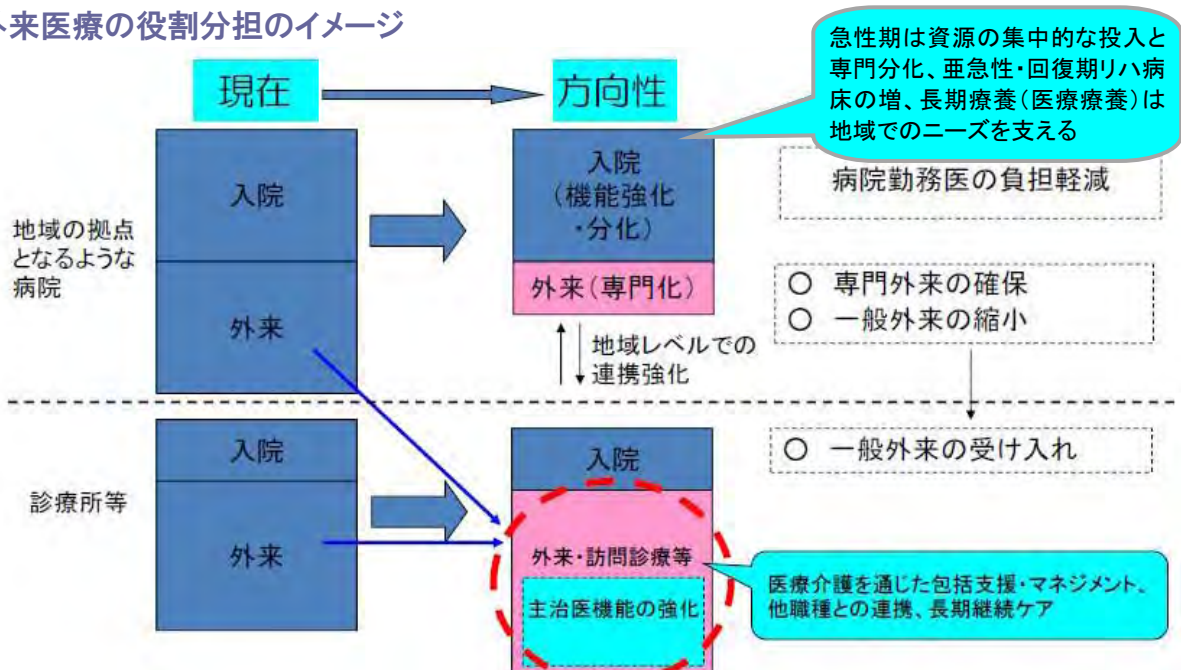 来医療の役割分担のイメージ
急性期は資源の集中的な投入と
専門分化、亜急性・回復期リハ病
床の増、長期療養(医療療養)は
地域でのニーズを支える
現在
方向性
地域の拠点
となるような
病院
入院
外来
入院
(機能強化
・分化)
外来(専門化)
病院勤務医の負担軽減
○ 専門外来の確保
○ 一般外来の縮小
地域レベルでの
連携強化
診療所等
入院
外来
入院
外来・訪問診療等
主治医機能の強化
○ 一般外来の受け入れ
医療介護を通じた包括支援・マネジメント、
他職種との連携、長期継続ケア